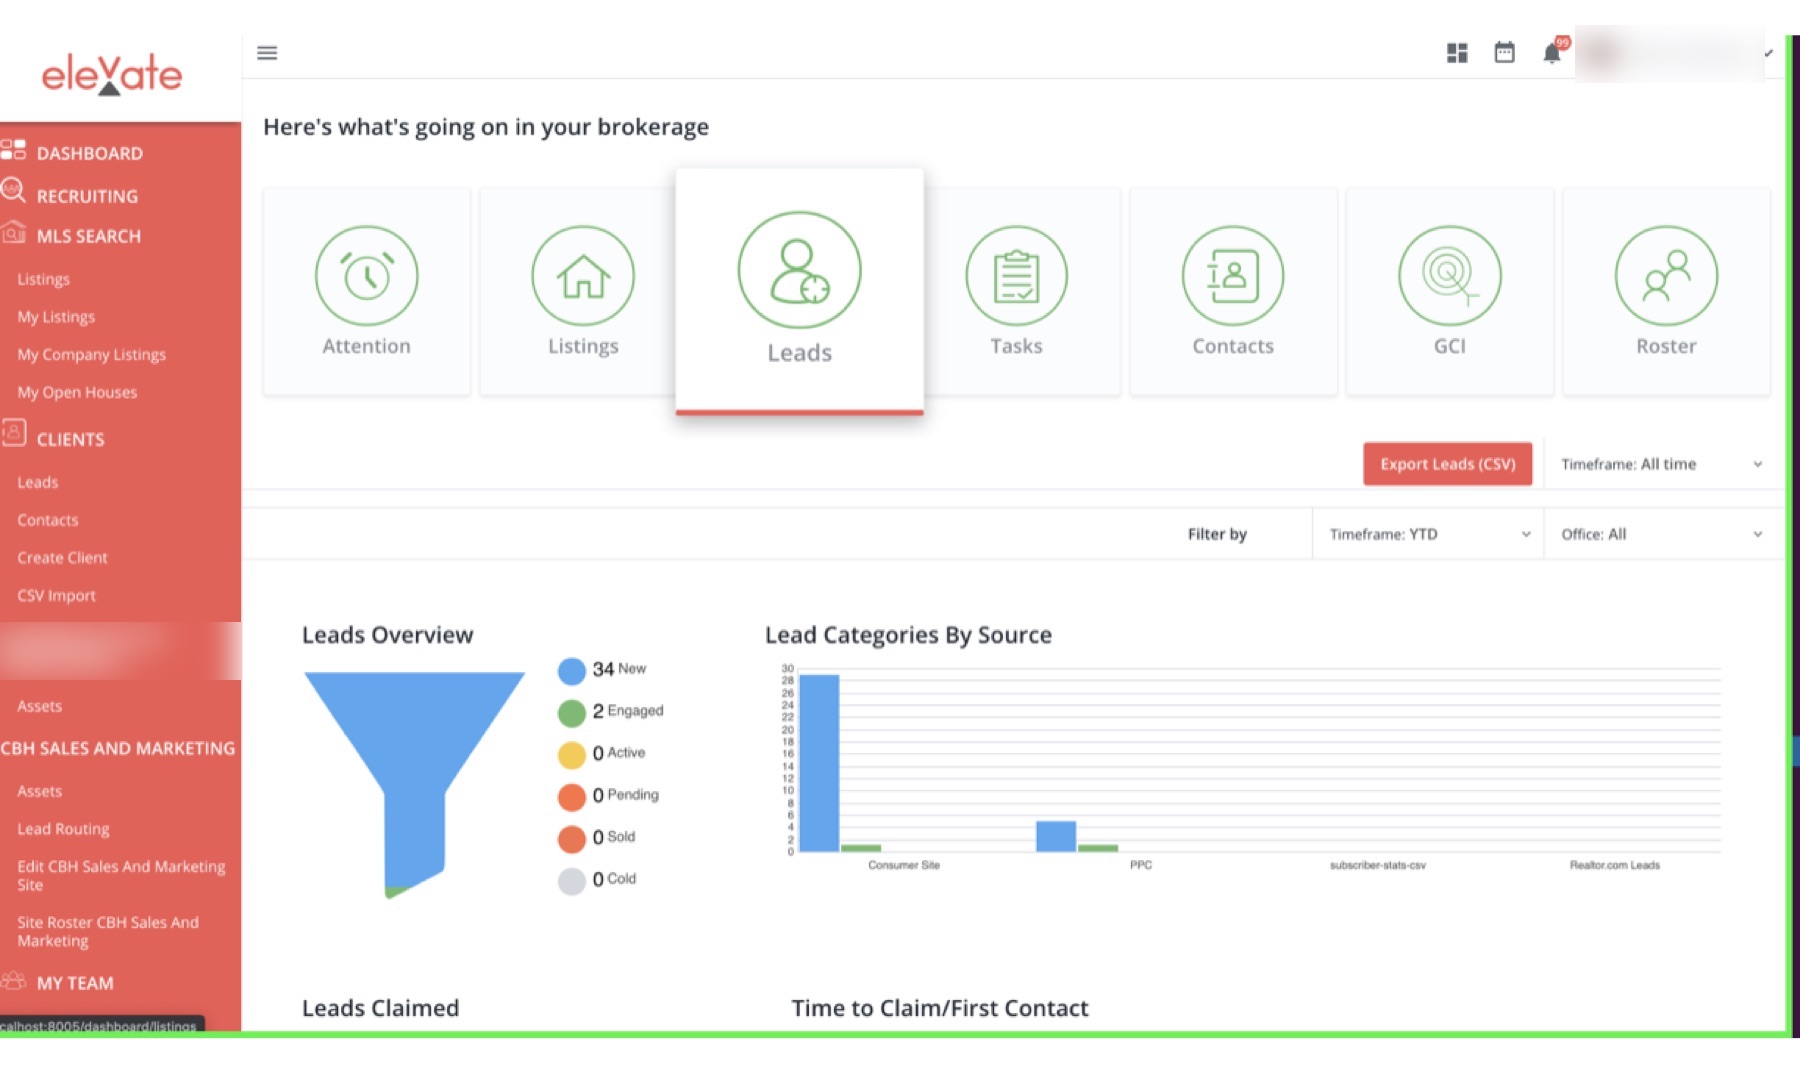 elevate
99
Here's what's going on in your brokerage
DASHBOARD
RECRUITING
MLS SEARCH
Listings
My Listings
My Company Listings
My Open Houses
CLIENTS
Leads
Contacts
Create Client
CSV Import
Assets
CBH SALES AND MARKETING
Assets
Lead Routing
Edit CBH Sales And Marketing
Site
Site Roster CBH Sales And
Marketing
MY TEAM
calhost:8005/dashboard/listings
Attention
Listings
Leads
Tasks
Contacts
GCI
Roster
Export Leads (CSV)
Timeframe: All time
Filter by
Timeframe: YTD
Office: All
Leads Overview
34 New
2 Engaged
0 Active
0 Pending
0 Sold
0 Cold
Lead Categories By Source
30
28
26
24
22
20
18
16
14
12
10
8
6
4
2
0
Consumer Site
PPC
subscriber-stats-csv
Realtor.com Leads
Leads Claimed
Time to Claim/First Contact